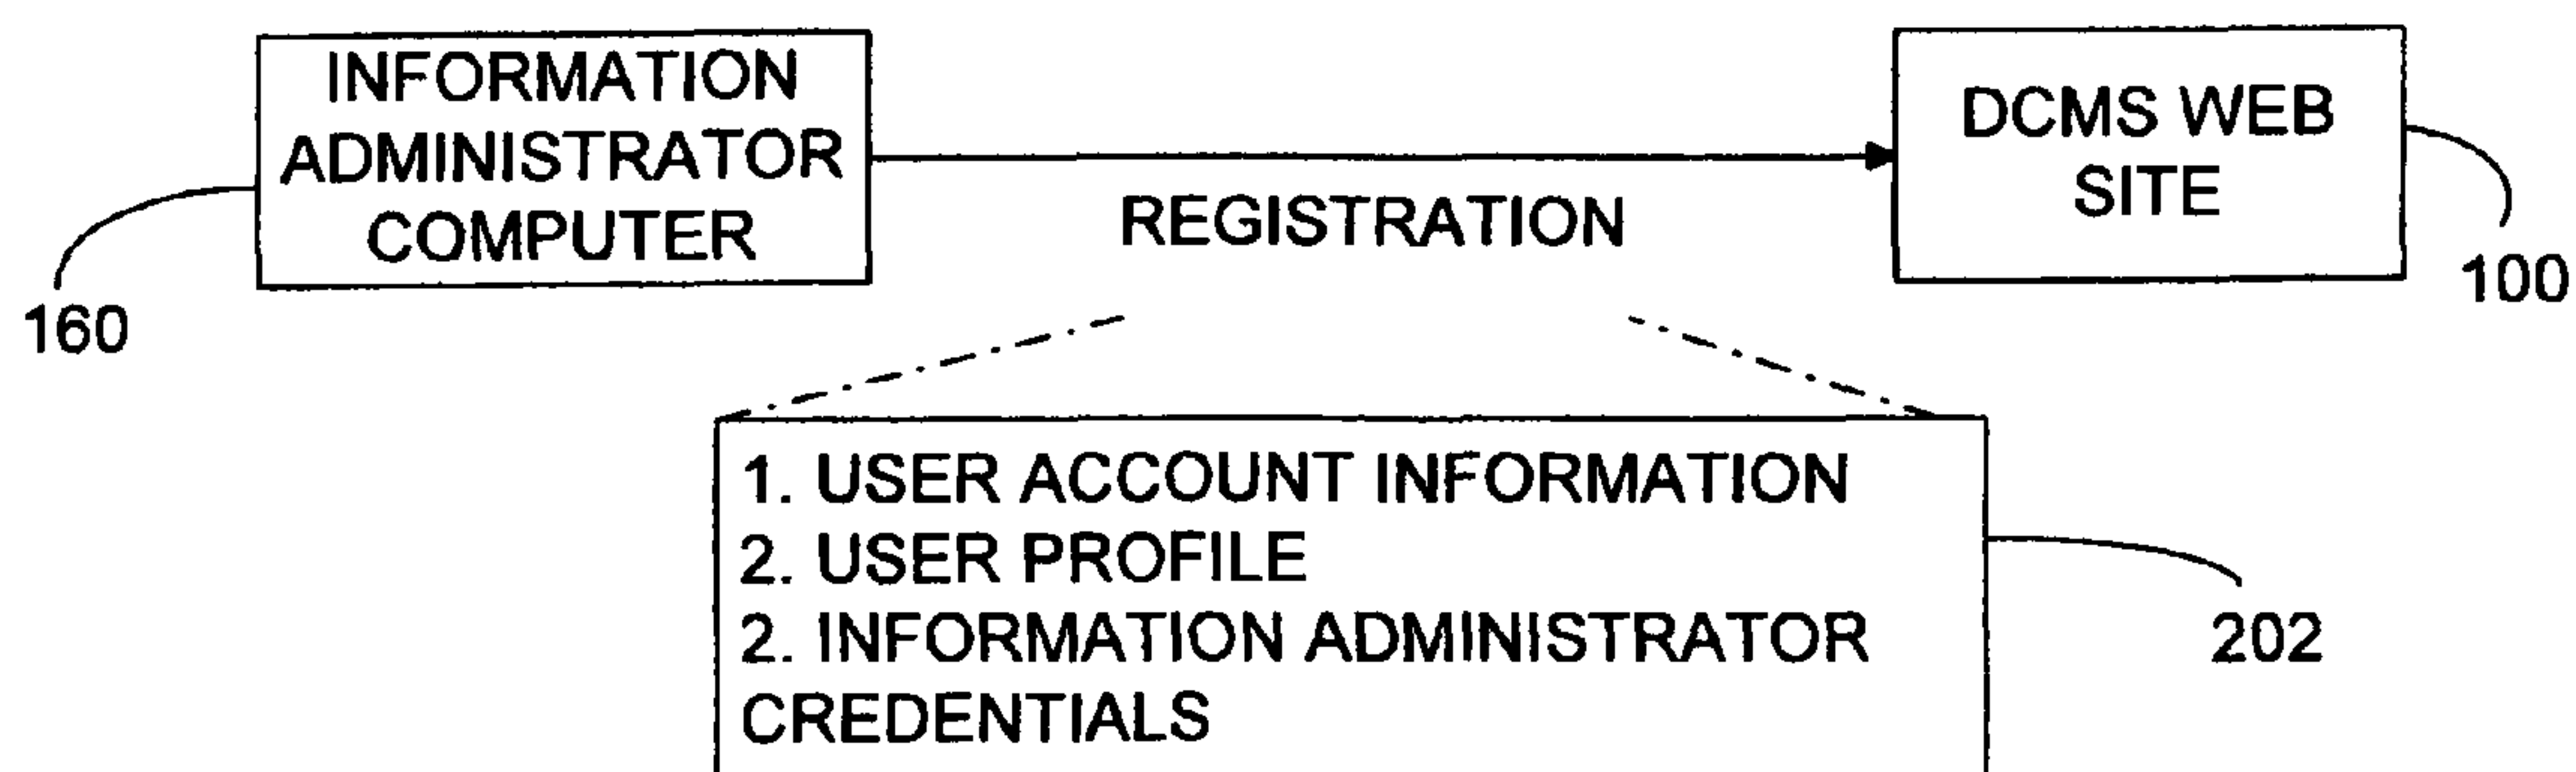 INFORMATION
ADMINISTRATOR
COMPUTER
160
REGISTRATION
DCMS WEB
SITE
100
1. USER ACCOUNT INFORMATION
2. USER PROFILE
2. INFORMATION ADMINISTRATOR
CREDENTIALS
202